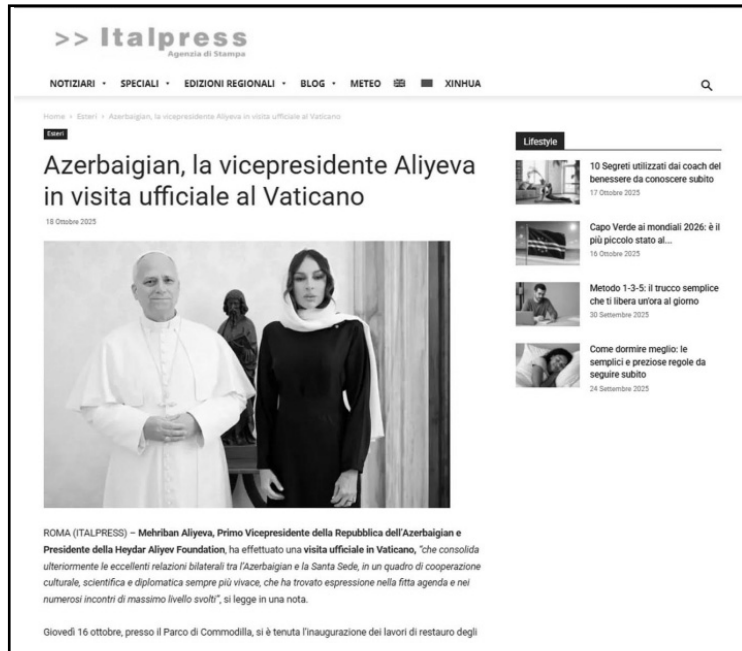 >> Italpress
Agenzia di Stampa
NOTIZIARI
SPECIALI
EDIZIONI REGIONALI
BLOG
METEO
XINHUA
Home › Esteri › Azerbaigian, la vicepresidente Aliyeva in visita ufficiale al Vaticano
Esteri
Azerbaigian, la vicepresidente Aliyeva
in visita ufficiale al Vaticano
18 Ottobre 2025
ROMA (ITALPRESS) – Mehriban Aliyeva, Primo Vicepresidente della Repubblica dell'Azerbaigian e
Presidente della Heydar Aliyev Foundation, ha effettuato una visita ufficiale in Vaticano, "che consolida
ulteriormente le eccellenti relazioni bilaterali tra l'Azerbaigian e la Santa Sede, in un quadro di cooperazione
culturale, scientifica e diplomatica sempre più vivace, che ha trovato espressione nella fitta agenda e nei
numerosi incontri di massimo livello svolti", si legge in una nota.
Giovedì 16 ottobre, presso il Parco di Commodilla, si è tenuta l'inaugurazione dei lavori di restauro degli
Lifestyle
10 Segreti utilizzati dai coach del
benessere da conoscere subito
17 Ottobre 2025
Capo Verde ai mondiali 2026: è il
più piccolo stato al...
16 Ottobre 2025
Metodo 1-3-5: il trucco semplice
che ti libera un'ora al giorno
30 Settembre 2025
Come dormire meglio: le
semplici e preziose regole da
seguire subito
24 Settembre 2025